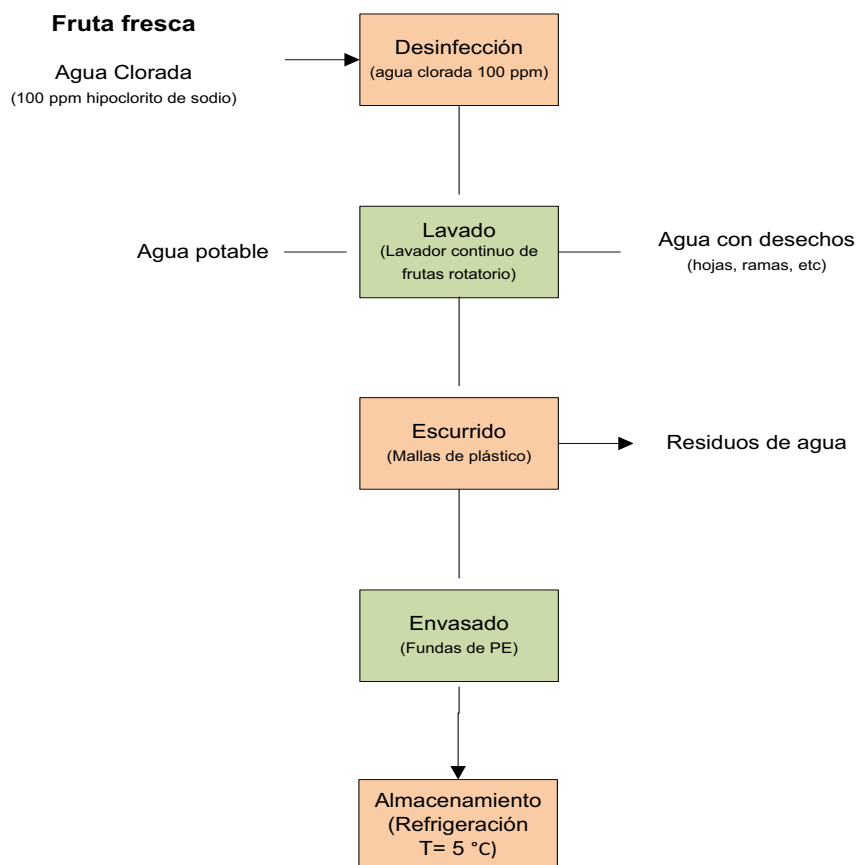 Fruta fresca
Agua Clorada
(100 ppm hipoclorito de sodio)
Desinfección
(agua clorada 100 ppm)
Agua potable
Lavado
(Lavador continuo de
frutas rotatorio)
Agua con desechos
(hojas, ramas, etc)
Escurrido
(Mallas de plástico)
Residuos de agua
Envasado
(Fundas de PE)
Almacenamiento
(Refrigeración
T= 5 °C)